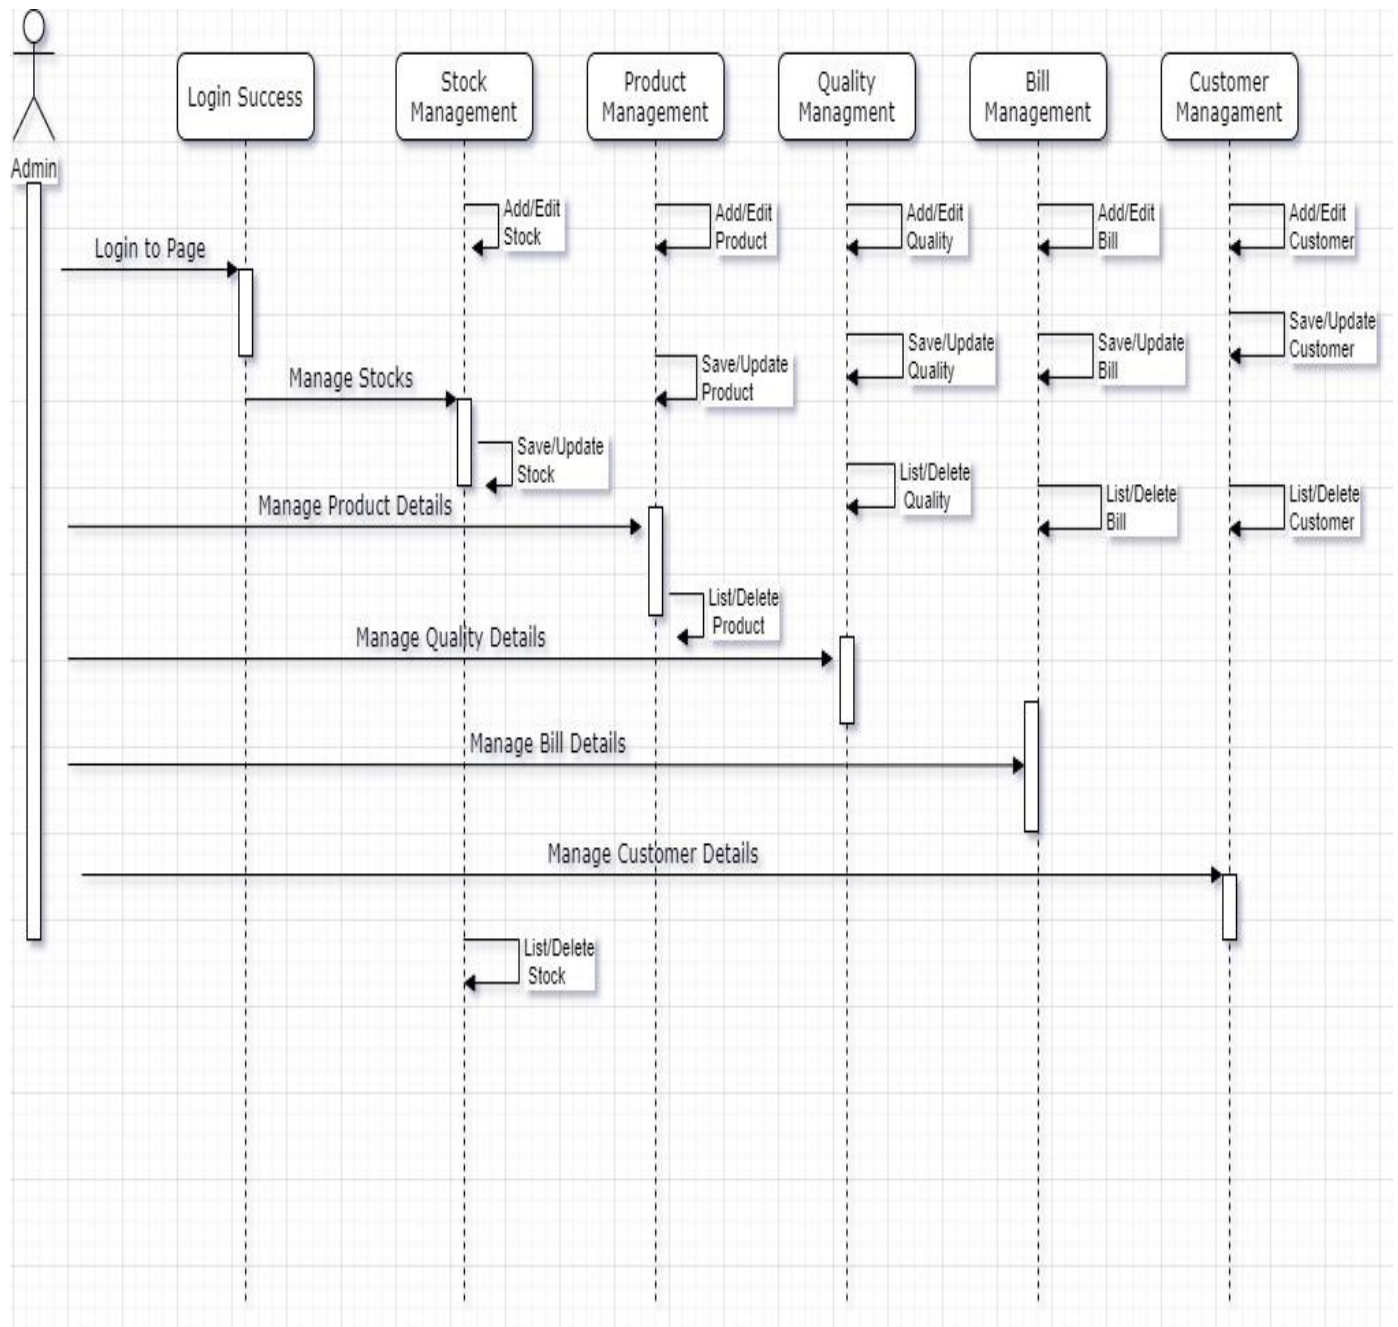 Login Success
Stock
Management
Product
Management
Quality
Managment
Bill
Management
Customer
Managament
Admin
Add/Edit
Stock
Add/Edit
Product
Add/Edit
Quality
Add/Edit
Bill
Add/Edit
Customer
Login to Page
Save/Update
Customer
Save/Update
Quality
Save/Update
Bill
Save/Update
Product
Manage Stocks
Save/Update
Stock
List/Delete
Quality
List/Delete
Bill
List/Delete
Customer
Manage Product Details
List/Delete
Product
Manage Quality Details
Manage Bill Details
Manage Customer Details
List/Delete
Stock